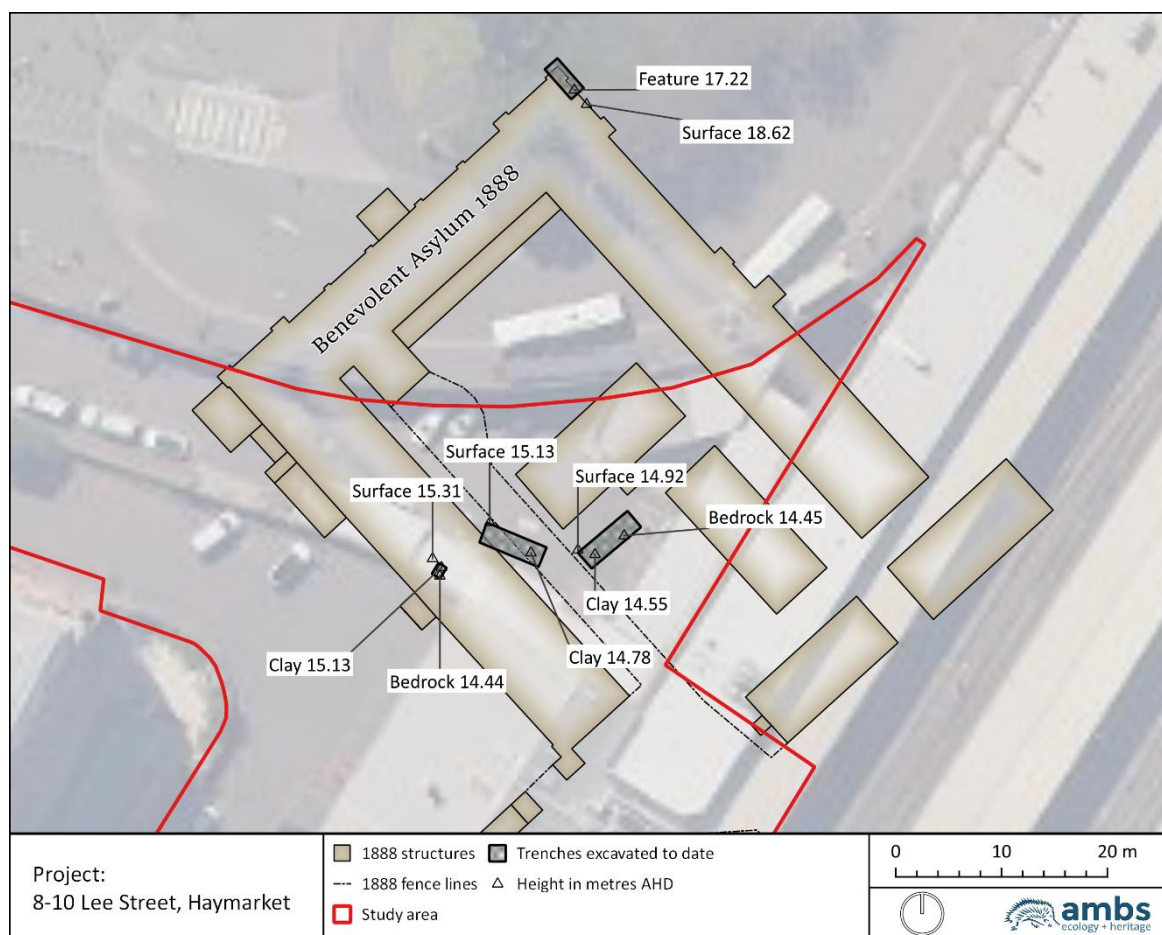 Feature 17.22
Surface 18.62
Benevolent Asylum 1888
Surface 15.13
Surface 14.92
Surface 15.31
Bedrock 14.45
Clay 14.55
Clay 14.78
Clay 15.13
Bedrock 14.44
Project:
8-10 Lee Street, Haymarket
1888 structures
Trenches excavated to date
1888 fence lines
Height in metres AHD
Study area
0 10 20 m
ambs
ecology + heritage